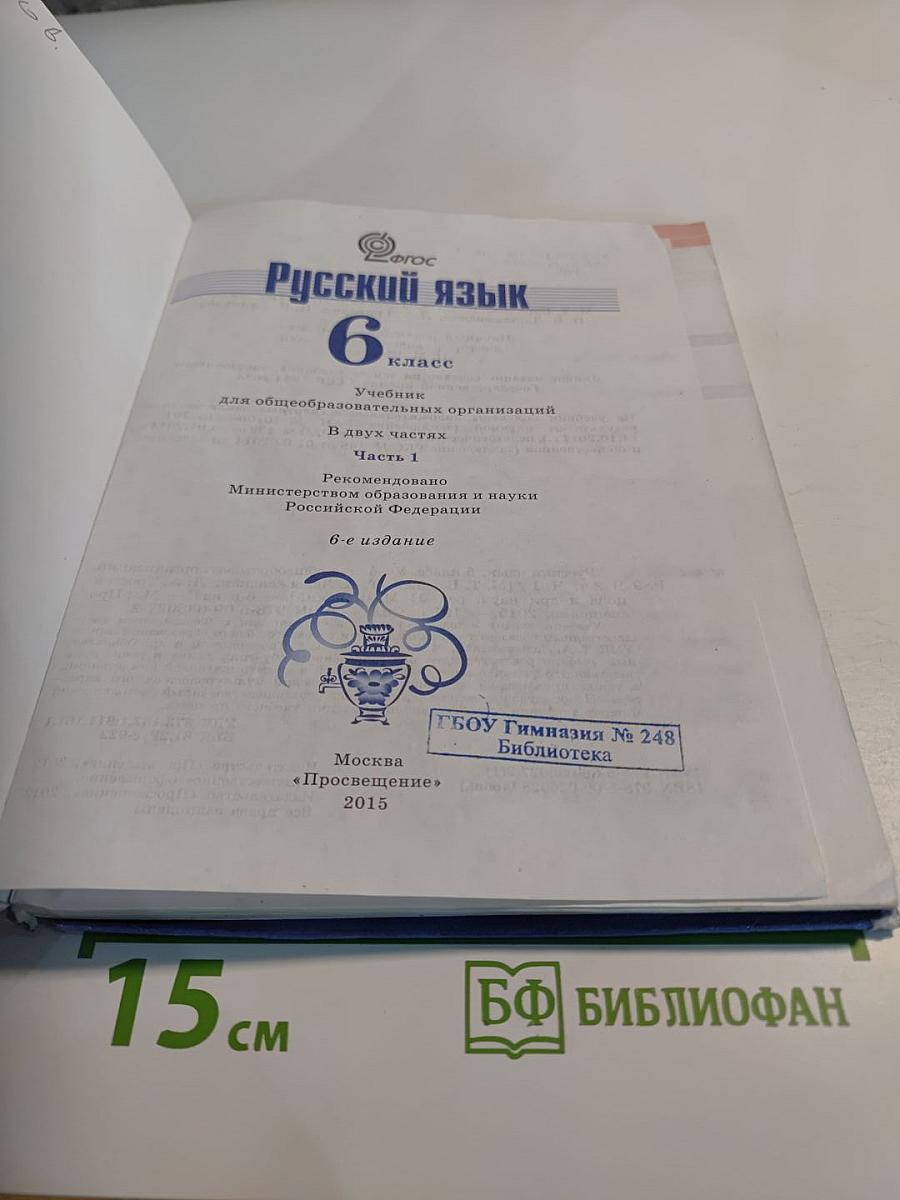 6 в.
ФГОС
Русский язык
6 класс
Учебник
для общеобразовательных организаций
В двух частях
Часть 1
Рекомендовано
Министерством образования и науки
Российской Федерации
6-е издание
ГБОУ Гимназия № 248
Библиотека
Москва
«Просвещение»
2015
15 см
БФ БИБЛИОФАН